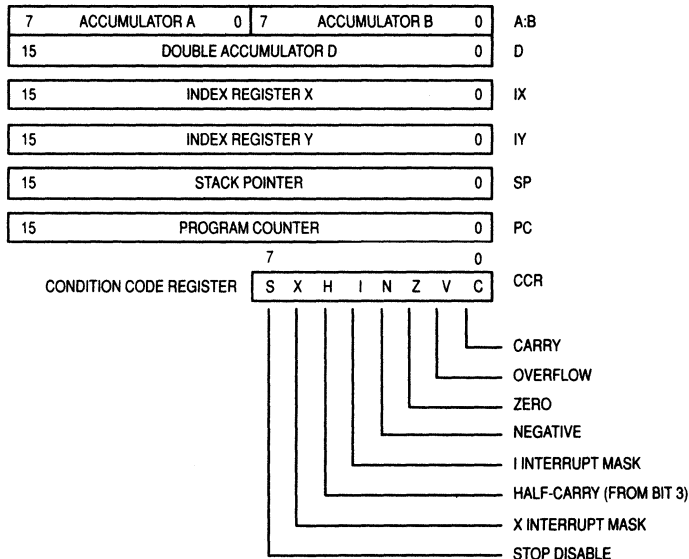 7 ACCUMULATOR A 0 7 ACCUMULATOR B 0 A:B
15 DOUBLE ACCUMULATOR D 0 D
15 INDEX REGISTER X 0 IX
15 INDEX REGISTER Y 0 IY
15 STACK POINTER 0 SP
15 PROGRAM COUNTER 0 PC
7 0
CONDITION CODE REGISTER S X H I N Z V C CCR
CARRY
OVERFLOW
ZERO
NEGATIVE
I INTERRUPT MASK
HALF-CARRY (FROM BIT 3)
X INTERRUPT MASK
STOP DISABLE